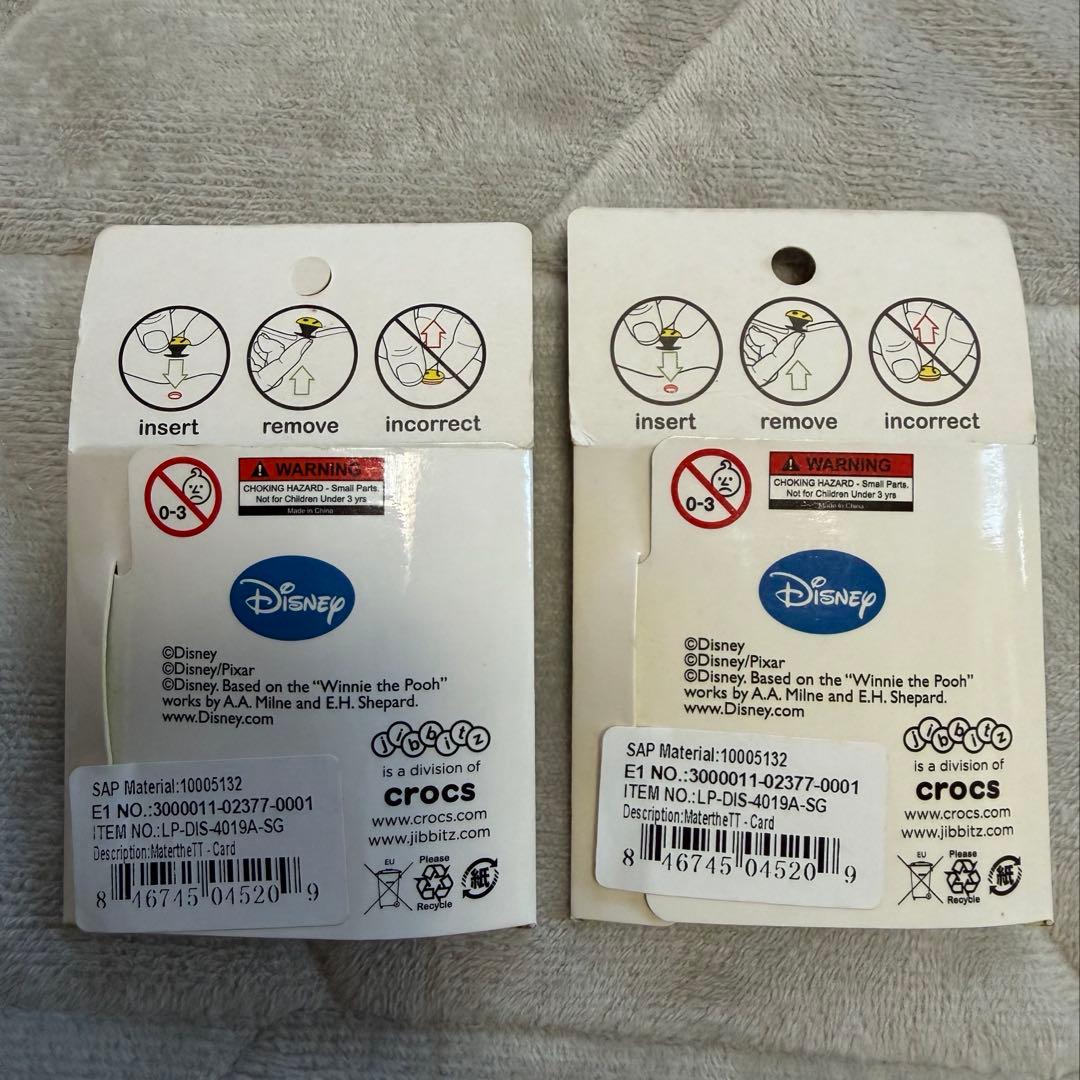 insert remove incorrect
0-3
WARNING
CHOKING HAZARD - Small Parts.
Not for Children Under 3 yrs
Made in China
Disney
©Disney
©Disney/Pixar
©Disney. Based on the “Winnie the Pooh”
works by A.A. Milne and E.H. Shepard.
www.Disney.com
jibbitz
is a division of
crocs
www.crocs.com
www.jibbitz.com
SAP Material:10005132
E1 NO.:3000011-02377-0001
ITEM NO.:LP-DIS-4019A-SG
Description:MatertheTT - Card
8 46745 04520 9
EU
Please
Recycle
紙
insert remove incorrect
0-3
WARNING
CHOKING HAZARD - Small Parts.
Not for Children Under 3 yrs
Made in China
Disney
©Disney
©Disney/Pixar
©Disney. Based on the “Winnie the Pooh”
works by A.A. Milne and E.H. Shepard.
www.Disney.com
jibbitz
is a division of
crocs
www.crocs.com
www.jibbitz.com
SAP Material:10005132
E1 NO.:3000011-02377-0001
ITEM NO.:LP-DIS-4019A-SG
Description:MatertheTT - Card
8 46745 04520 9
EU
Please
Recycle
紙